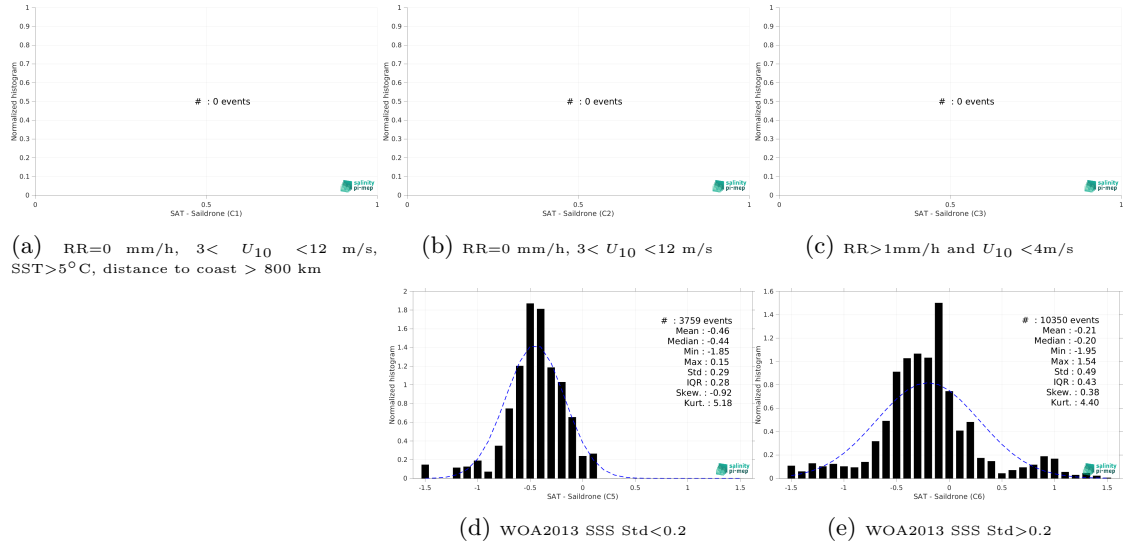 1
0.9
0.8
0.7
0.6
0.5
0.4
0.3
0.2
0.1
0
Normalized histogram
# : 0 events
salinity
pi-mep
0 0.5 1
SAT - Saildrone (C1)
1
0.9
0.8
0.7
0.6
0.5
0.4
0.3
0.2
0.1
0
Normalized histogram
# : 0 events
salinity
pi-mep
0 0.5 1
SAT - Saildrone (C2)
1
0.9
0.8
0.7
0.6
0.5
0.4
0.3
0.2
0.1
0
Normalized histogram
# : 0 events
salinity
pi-mep
0 0.5 1
SAT - Saildrone (C3)
(a) RR=0 mm/h, 3< U10 <12 m/s,
SST>5°C, distance to coast > 800 km
(b) RR=0 mm/h, 3< U10 <12 m/s
(c) RR>1mm/h and U10 <4m/s
2
1.8
1.6
1.4
1.2
1
0.8
0.6
0.4
0.2
0
Normalized histogram
# : 3759 events
Mean : -0.46
Median : -0.44
Min : -1.85
Max : 0.15
Std : 0.29
IQR : 0.28
Skew. : -0.92
Kurt. : 5.18
salinity
pi-mep
-1.5 -1 -0.5 0 0.5 1 1.5
SAT - Saildrone (C5)
1.6
1.4
1.2
1
0.8
0.6
0.4
0.2
0
Normalized histogram
# : 10350 events
Mean : -0.21
Median : -0.20
Min : -1.95
Max : 1.54
Std : 0.49
IQR : 0.43
Skew. : 0.38
Kurt. : 4.40
salinity
pi-mep
-1.5 -1 -0.5 0 0.5 1 1.5
SAT - Saildrone (C6)
(d) WOA2013 SSS Std<0.2
(e) WOA2013 SSS Std>0.2